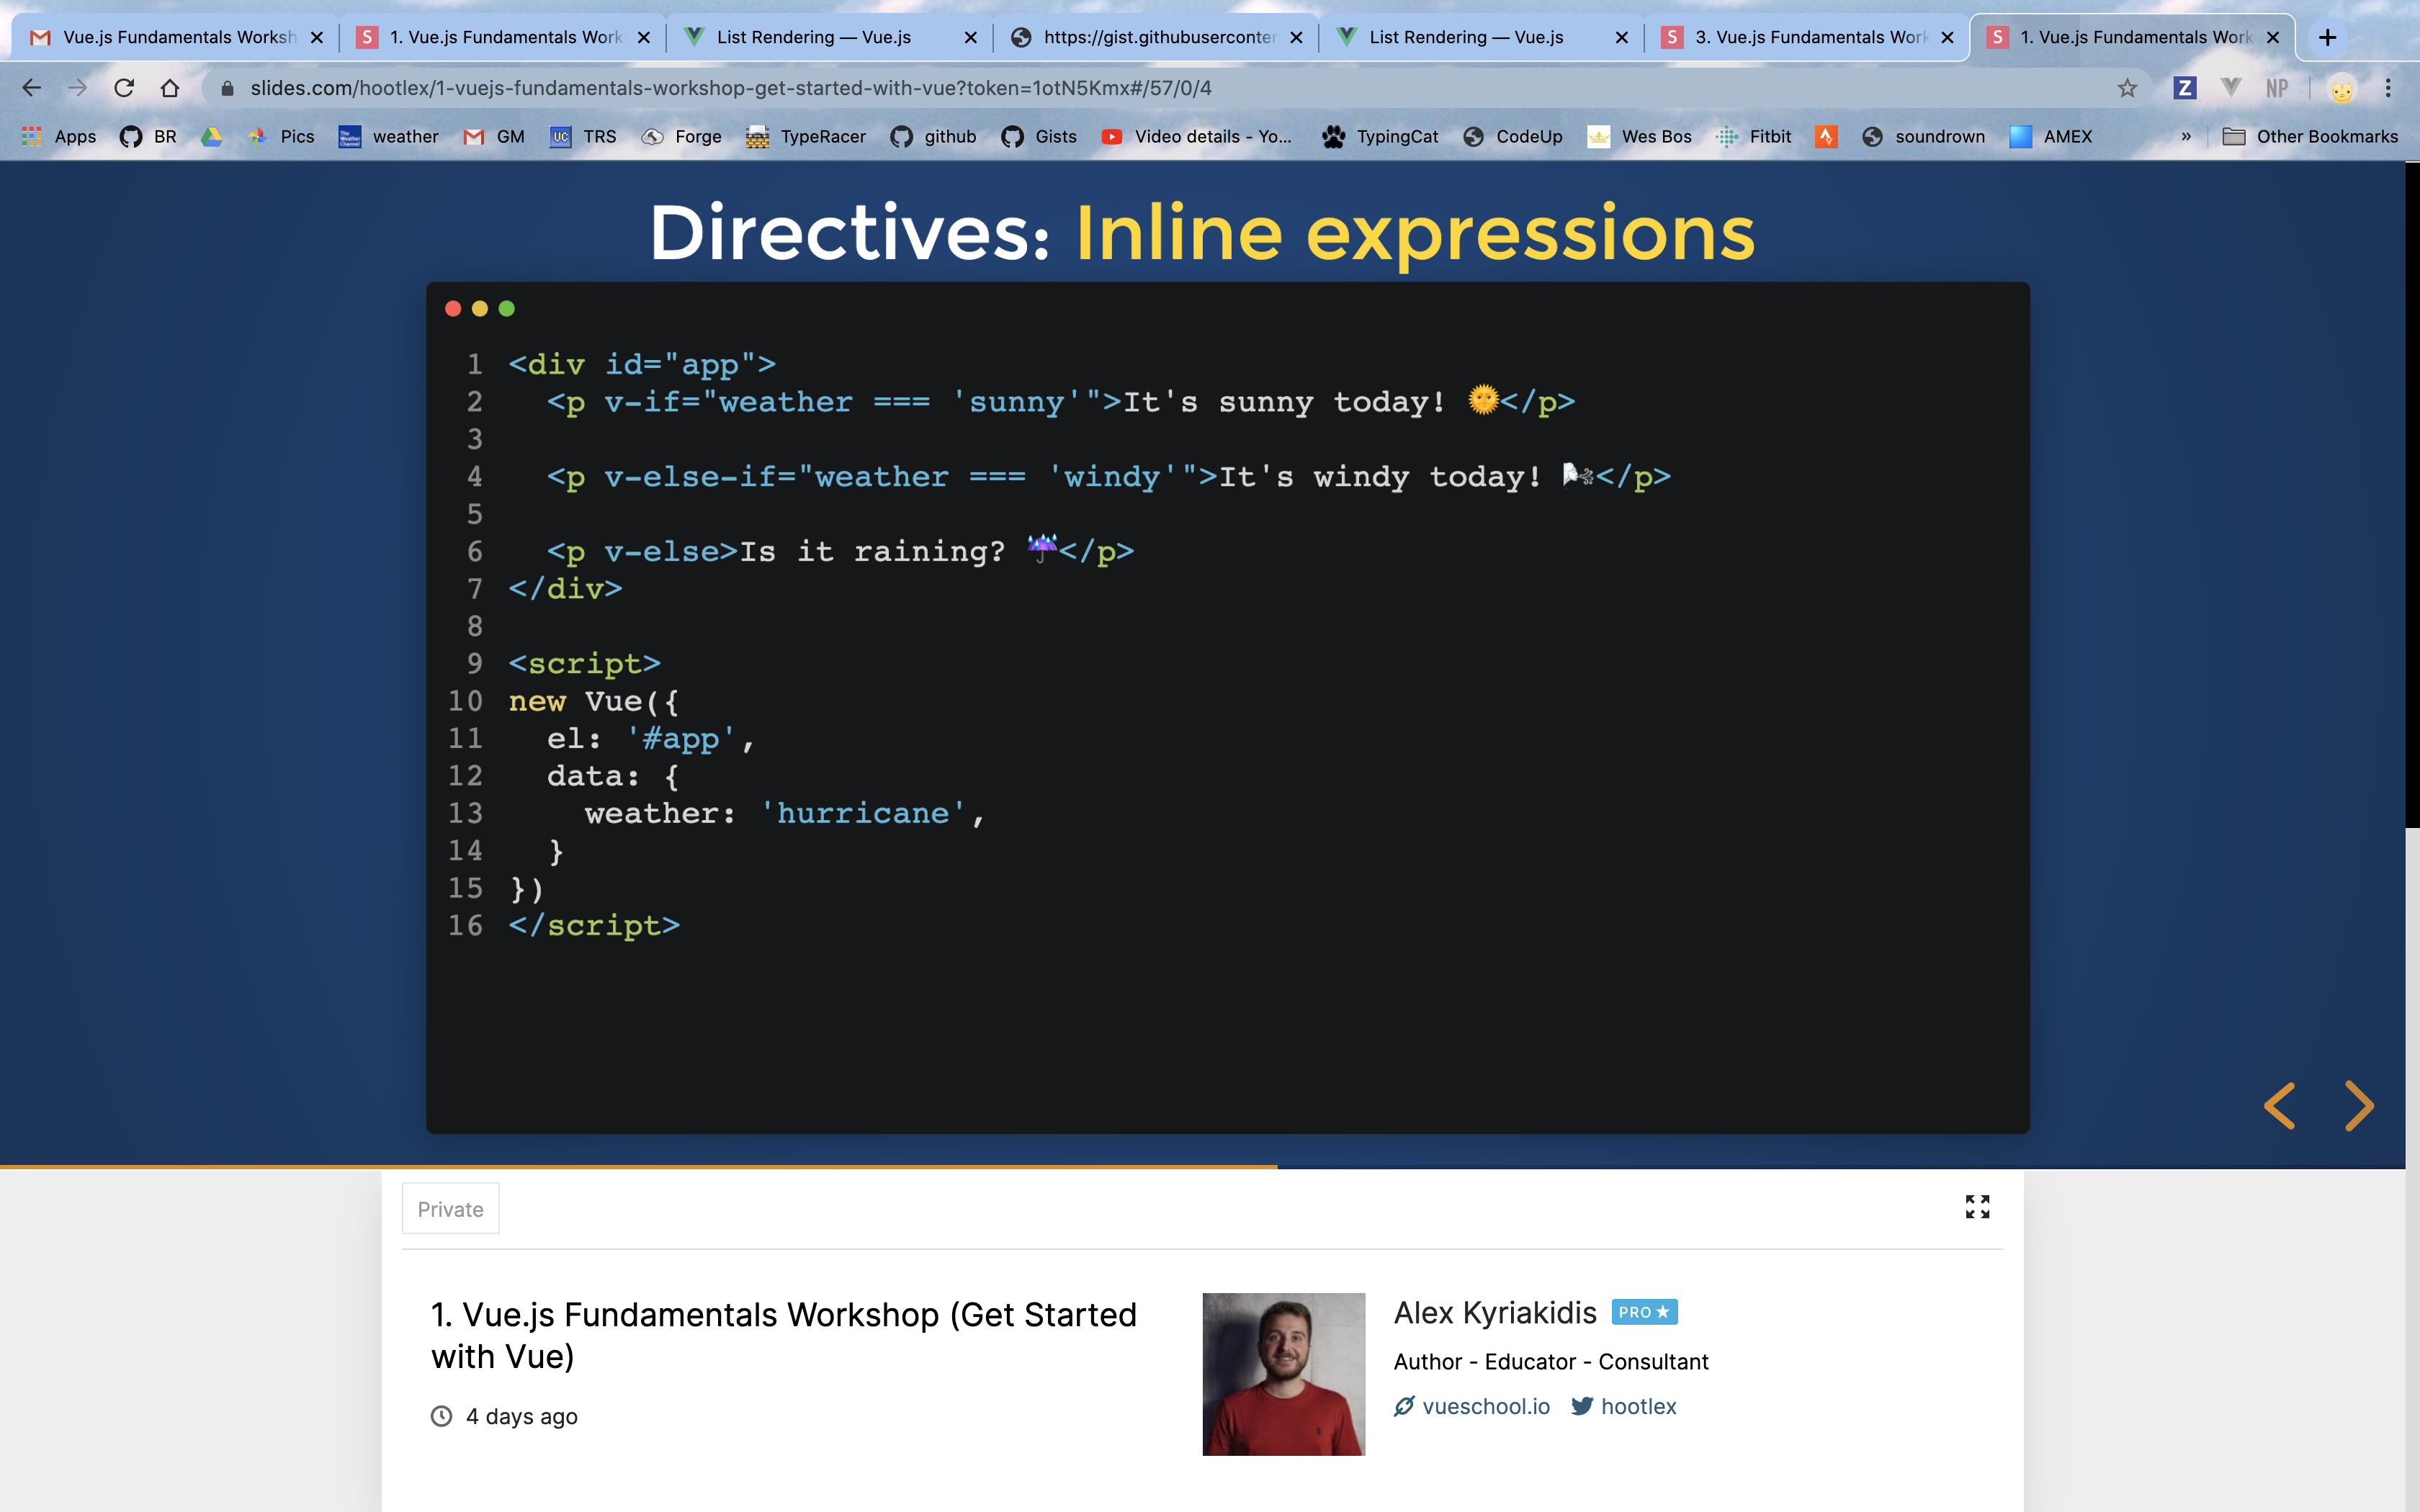 Vue.js Fundamentals Worksh
1. Vue.js Fundamentals Work
List Rendering — Vue.js
https://gist.githubuserconter
List Rendering — Vue.js
3. Vue.js Fundamentals Work
1. Vue.js Fundamentals Work
slides.com/hootlex/1-vuejs-fundamentals-workshop-get-started-with-vue?token=1otN5Kmx#/57/0/4
Z
NP
Apps
BR
Pics
weather
GM
UC
TRS
Forge
TypeRacer
github
Gists
Video details - Yo...
TypingCat
CodeUp
Wes Bos
Fitbit
soundrown
AMEX
»
Other Bookmarks
Directives: Inline expressions
1 <div id="app">
2   <p v-if="weather === 'sunny'">It's sunny today! 🌞</p>
3
4   <p v-else-if="weather === 'windy'">It's windy today! 🌬</p>
5
6   <p v-else>Is it raining? ☔</p>
7 </div>
8
9 <script>
10 new Vue({
11   el: '#app',
12   data: {
13     weather: 'hurricane',
14   }
15 })
16 </script>
Private
1. Vue.js Fundamentals Workshop (Get Started
with Vue)
4 days ago
Alex Kyriakidis PRO★
Author - Educator - Consultant
vueschool.io hootlex